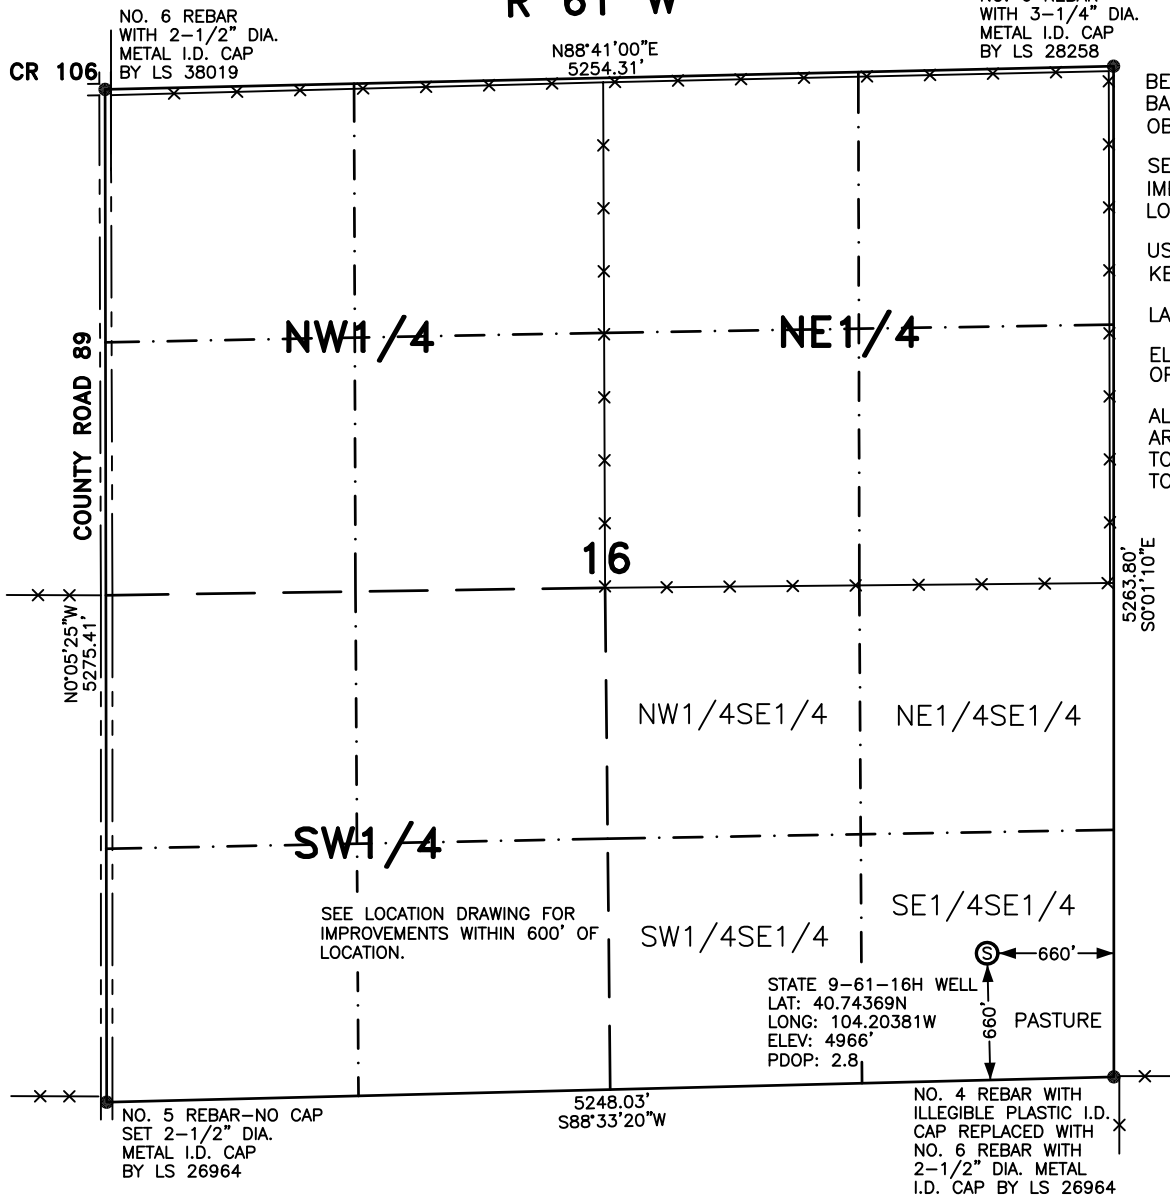 R 61 W
NO. 6 REBAR
WITH 2-1/2" DIA.
METAL I.D. CAP
BY LS 38019
CR 106
N88°41'00"E
5254.31'
WITH 3-1/4" DIA.
METAL I.D. CAP
BY LS 28258
NW1/4
NE1/4
COUNTY ROAD 89
16
N0°05'25"W
5275.41'
5263.80'
S0°01'10"E
NW1/4SE1/4
NE1/4SE1/4
SW1/4
SEE LOCATION DRAWING FOR
IMPROVEMENTS WITHIN 600' OF
LOCATION.
SW1/4SE1/4
SE1/4SE1/4
S
660'
STATE 9-61-16H WELL
LAT: 40.74369N
LONG: 104.20381W
ELEV: 4966'
PDOP: 2.8
660'
PASTURE
NO. 5 REBAR-NO CAP
SET 2-1/2" DIA.
METAL I.D. CAP
BY LS 26964
5248.03'
S88°33'20"W
NO. 4 REBAR WITH
ILLEGIBLE PLASTIC I.D.
CAP REPLACED WITH
NO. 6 REBAR WITH
2-1/2" DIA. METAL
I.D. CAP BY LS 26964